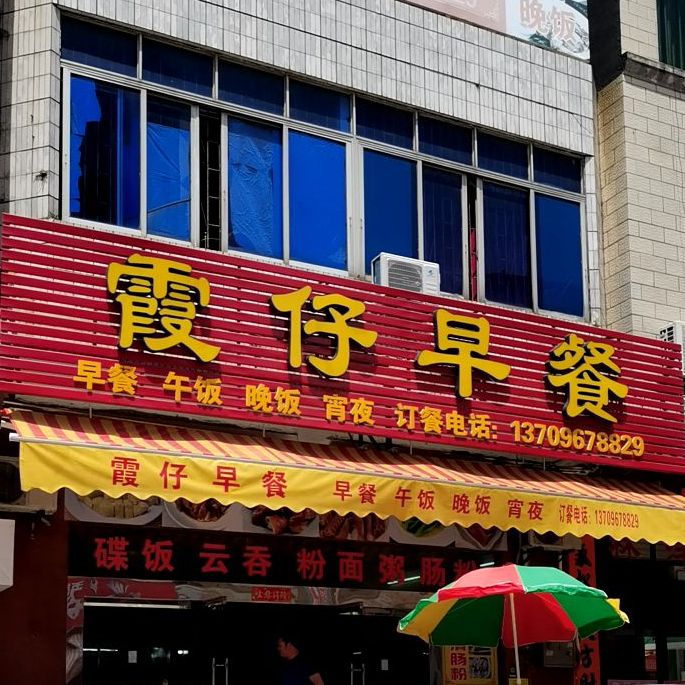 晚饭
霞仔早餐
早餐 午饭 晚饭 宵夜 订餐电话: 13709678829
霞仔早餐 早餐 午饭 晚饭 宵夜 订餐电话: 13709678829
碟饭 云吞 粉面粥 肠粉
肠粉